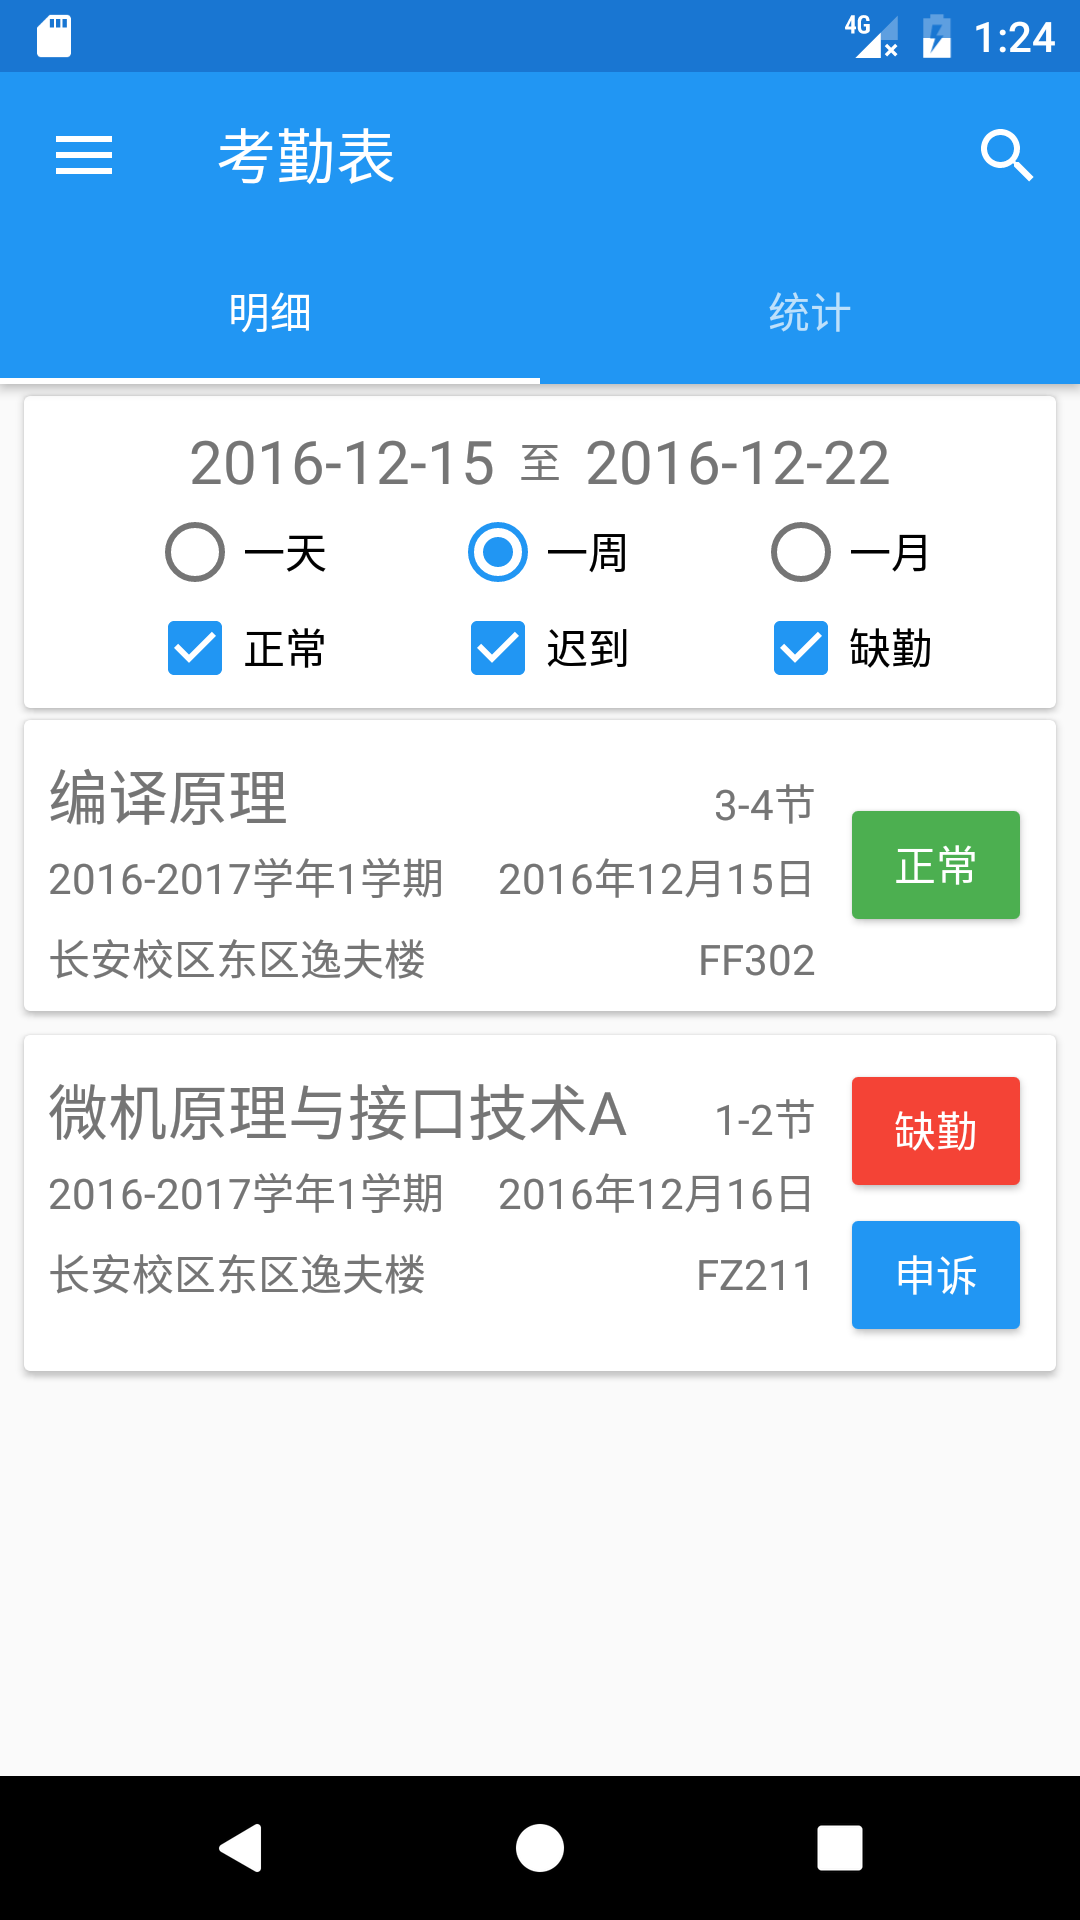 4G 1:24
考勤表
明细 统计
2016-12-15 至 2016-12-22
一天 一周 一月
正常 迟到 缺勤
编译原理 3-4节
正常
2016-2017学年1学期 2016年12月15日
长安校区东区逸夫楼 FF302
微机原理与接口技术A 1-2节
缺勤
2016-2017学年1学期 2016年12月16日
长安校区东区逸夫楼 FZ211
申诉